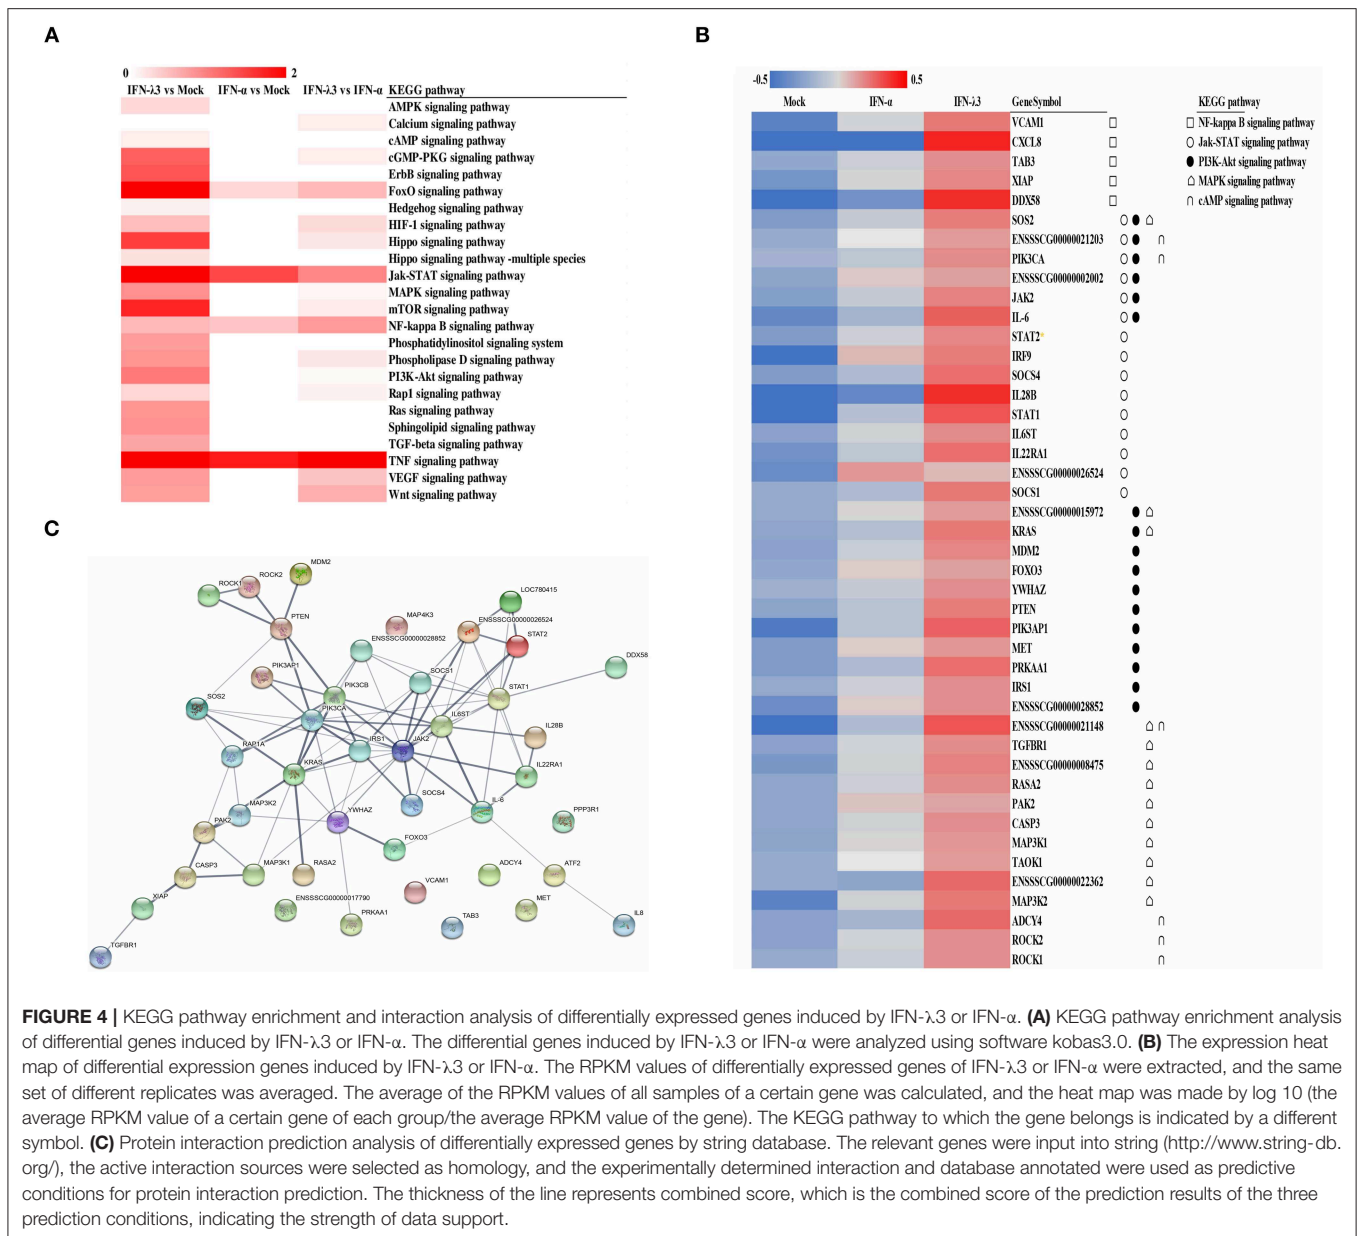 A
0
2
IFN-λ3 vs Mock IFN-α vs Mock IFN-λ3 vs IFN-α KEGG pathway
AMPK signaling pathway
Calcium signaling pathway
cAMP signaling pathway
cGMP-PKG signaling pathway
ErbB signaling pathway
FoxO signaling pathway
Hedgehog signaling pathway
HIF-1 signaling pathway
Hippo signaling pathway
Hippo signaling pathway -multiple species
Jak-STAT signaling pathway
MAPK signaling pathway
mTOR signaling pathway
NF-kappa B signaling pathway
Phosphatidylinositol signaling system
Phospholipase D signaling pathway
PI3K-Akt signaling pathway
Rap1 signaling pathway
Ras signaling pathway
Sphingolipid signaling pathway
TGF-beta signaling pathway
TNF signaling pathway
VEGF signaling pathway
Wnt signaling pathway
B
-0.5
0.5
Mock IFN-α IFN-λ3 GeneSymbol KEGG pathway
VCAM1
CXCL8
TAB3
XIAP
DDX58
SOS2
ENSSSCG00000021203
PIK3CA
ENSSSCG00000002002
JAK2
IL-6
STAT2*
IRF9
SOCS4
IL28B
STAT1
IL6ST
IL22RA1
ENSSSCG00000026524
SOCS1
ENSSSCG00000015972
KRAS
MDM2
FOXO3
YWHAZ
PTEN
PIK3AP1
MET
PRKAA1
IRS1
ENSSSCG00000028852
ENSSSCG00000021148
TGFBR1
ENSSSCG00000008475
RASA2
PAK2
CASP3
MAP3K1
TAOK1
ENSSSCG00000022362
MAP3K2
ADCY4
ROCK2
ROCK1
NF-kappa B signaling pathway
Jak-STAT signaling pathway
PI3K-Akt signaling pathway
MAPK signaling pathway
cAMP signaling pathway
C
MDM2
ROCK2
ROCK1
LOC780415
MAP4K3
PTEN
ENSSSCG00000026524
STAT2
ENSSSCG00000028852
DDX58
PIK3AP1
SOCS1
PIK3CB
STAT1
SOS2
PIK3CA
IL6ST
IL28B
IRS1
JAK2
RAP1A
KRAS
IL22RA1
SOCS4
IL-6
MAP3K2
YWHAZ
PPP3R1
PAK2
FOXO3
CASP3
MAP3K1
RASA2
ADCY4
ATF2
VCAM1
XIAP
ENSSSCG00000017790
PRKAA1
MET
TAB3
IL8
TGFBR1
FIGURE 4 | KEGG pathway enrichment and interaction analysis of differentially expressed genes induced by IFN-λ3 or IFN-α. (A) KEGG pathway enrichment analysis
of differential genes induced by IFN-λ3 or IFN-α. The differential genes induced by IFN-λ3 or IFN-α were analyzed using software kobas3.0. (B) The expression heat
map of differential expression genes induced by IFN-λ3 or IFN-α. The RPKM values of differentially expressed genes of IFN-λ3 or IFN-α were extracted, and the same
set of different replicates was averaged. The average of the RPKM values of all samples of a certain gene was calculated, and the heat map was made by log 10 (the
average RPKM value of a certain gene of each group/the average RPKM value of the gene). The KEGG pathway to which the gene belongs is indicated by a different
symbol. (C) Protein interaction prediction analysis of differentially expressed genes by string database. The relevant genes were input into string (http://www.string-db.
org/), the active interaction sources were selected as homology, and the experimentally determined interaction and database annotated were used as predictive
conditions for protein interaction prediction. The thickness of the line represents combined score, which is the combined score of the prediction results of the three
prediction conditions, indicating the strength of data support.